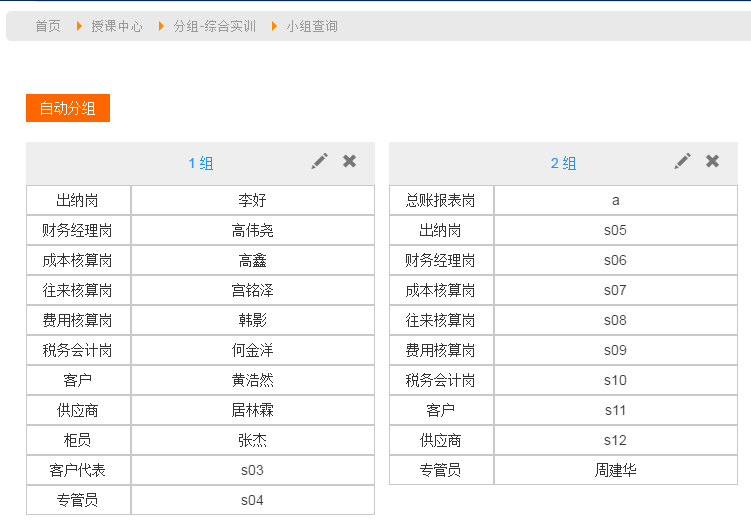 首页 授课中心 分组-综合实训 小组查询
自动分组
1 组
出纳岗 李好
财务经理岗 高伟尧
成本核算岗 高鑫
往来核算岗 宫铭泽
费用核算岗 韩影
税务会计岗 何金洋
客户 黄浩然
供应商 居林霖
柜员 张杰
客户代表 s03
专管员 s04
2 组
总账报表岗 a
出纳岗 s05
财务经理岗 s06
成本核算岗 s07
往来核算岗 s08
费用核算岗 s09
税务会计岗 s10
客户 s11
供应商 s12
专管员 周建华